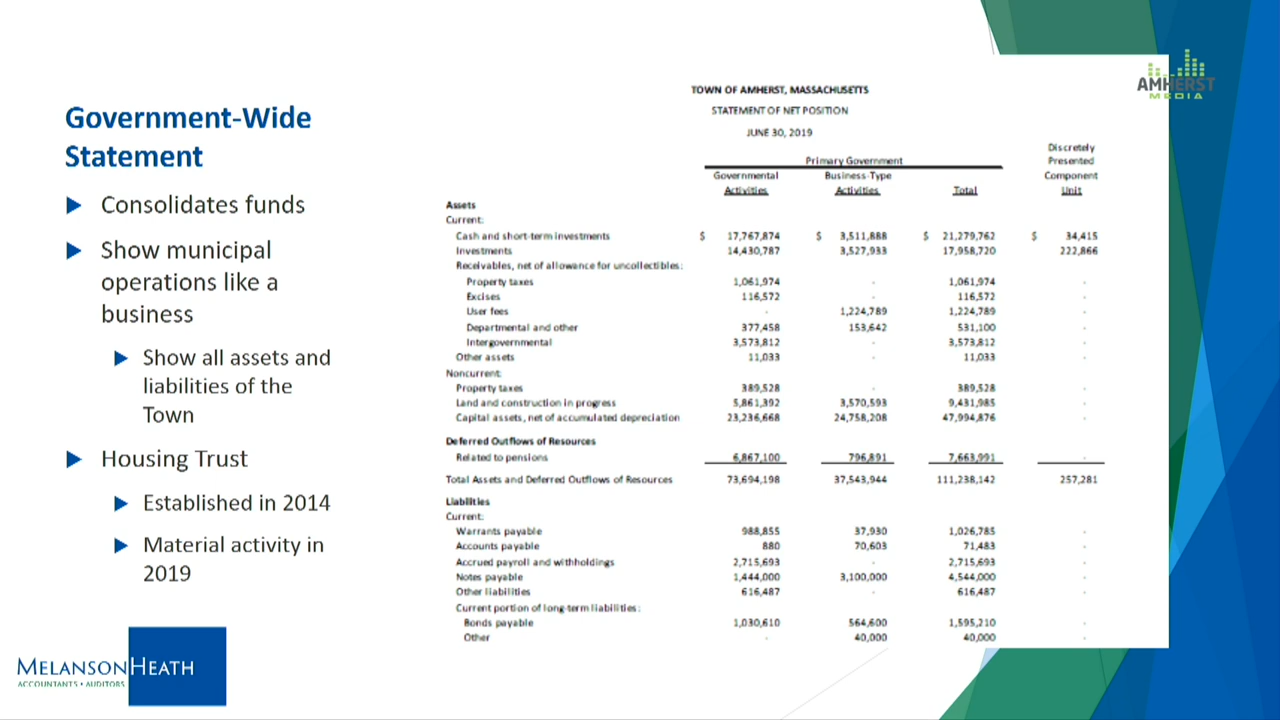 AMHERST
MEDIA
Government-Wide
Statement
Consolidates funds
Show municipal
operations like a
business
Show all assets and
liabilities of the
Town
Housing Trust
Established in 2014
Material activity in
2019
MELANSONHEATH
ACCOUNTANTS • AUDITORS
TOWN OF AMHERST, MASSACHUSETTS
STATEMENT OF NET POSITION
JUNE 30, 2019
Discretely
Primary Government Presented
Governmental Business-Type Component
Activities Activities Total Unit
Assets
Current:
Cash and short-term investments $ 17,767,874 $ 3,511,888 $ 21,279,762 $ 34,415
Investments 14,430,787 3,527,933 17,958,720 222,866
Receivables, net of allowance for uncollectibles:
Property taxes 1,061,974 - 1,061,974 -
Excises 116,572 - 116,572 -
User fees - 1,224,789 1,224,789 -
Departmental and other 377,458 153,642 531,100 -
Intergovernmental 3,573,812 - 3,573,812 -
Other assets 11,033 - 11,033 -
Noncurrent:
Property taxes 389,528 - 389,528 -
Land and construction in progress 5,861,392 3,570,593 9,431,985 -
Capital assets, net of accumulated depreciation 23,236,668 24,758,208 47,994,876 -
Deferred Outflows of Resources
Related to pensions 6,867,100 796,891 7,663,991 -
Total Assets and Deferred Outflows of Resources 73,694,198 37,543,944 111,238,142 257,281
Liabilities
Current:
Warrants payable 988,855 37,930 1,026,785 -
Accounts payable 880 70,603 71,483 -
Accrued payroll and withholdings 2,715,693 - 2,715,693 -
Notes payable 1,444,000 3,100,000 4,544,000 -
Other liabilities 616,487 - 616,487 -
Current portion of long-term liabilities:
Bonds payable 1,030,610 564,600 1,595,210 -
Other - 40,000 40,000 -